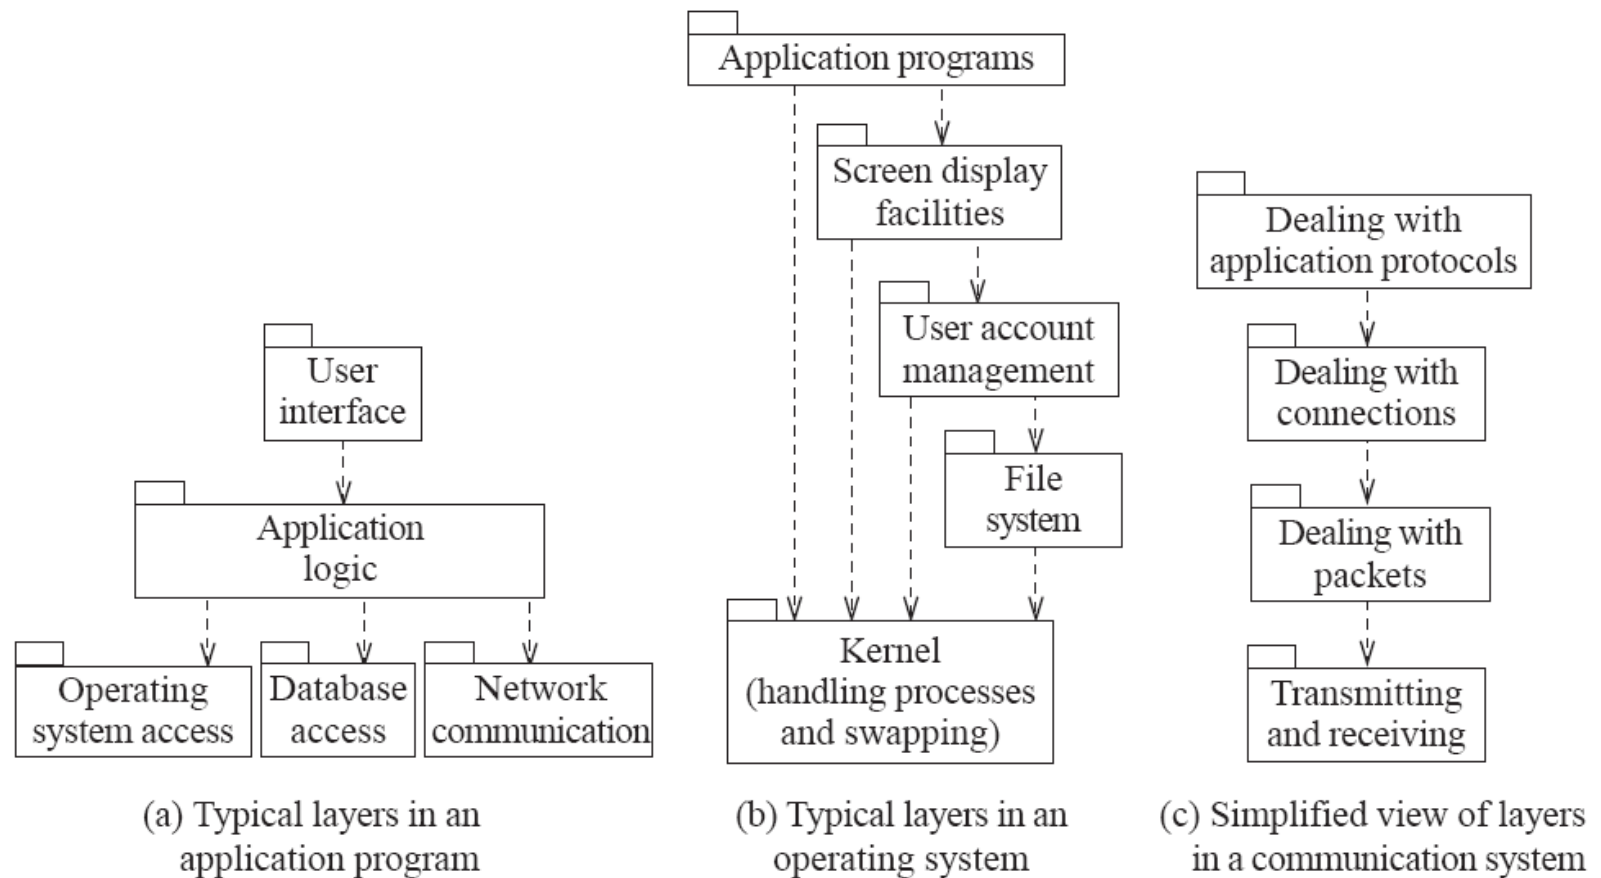 User
interface
Application
logic
Operating
system access
Database
access
Network
communication
(a) Typical layers in an
application program
Application programs
Screen display
facilities
User account
management
File
system
Kernel
(handling processes
and swapping)
(b) Typical layers in an
operating system
Dealing with
application protocols
Dealing with
connections
Dealing with
packets
Transmitting
and receiving
(c) Simplified view of layers
in a communication system